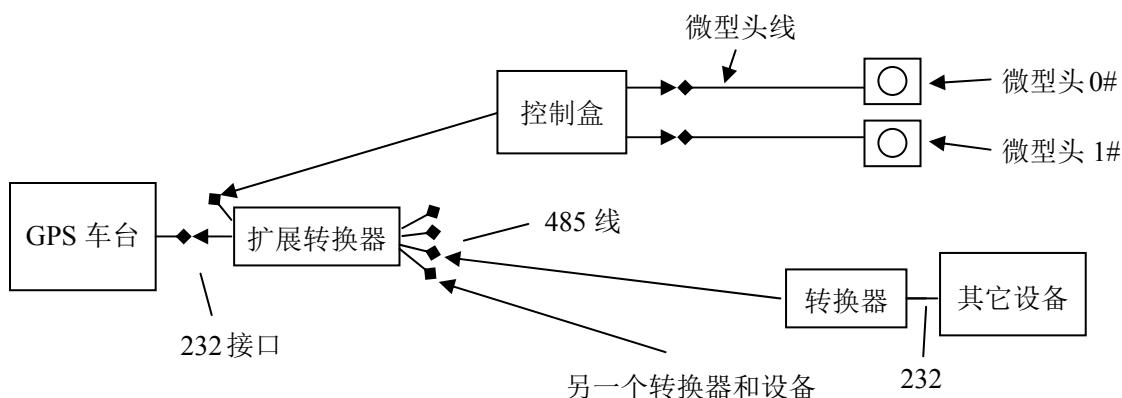 微型头线
微型头 0#
控制盒
微型头 1#
GPS 车台
扩展转换器
485 线
转换器
其它设备
232 接口
232
另一个转换器和设备